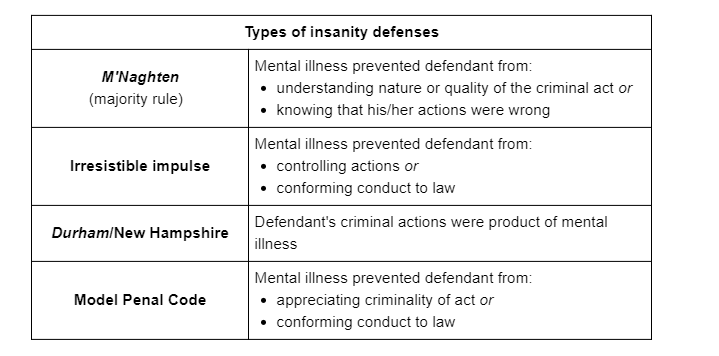 Types of insanity defenses
M'Naghten
(majority rule)
Mental illness prevented defendant from:
• understanding nature or quality of the criminal act or
• knowing that his/her actions were wrong
Irresistible impulse
Mental illness prevented defendant from:
• controlling actions or
• conforming conduct to law
Durham/New Hampshire
Defendant's criminal actions were product of mental
illness
Model Penal Code
Mental illness prevented defendant from:
• appreciating criminality of act or
• conforming conduct to law